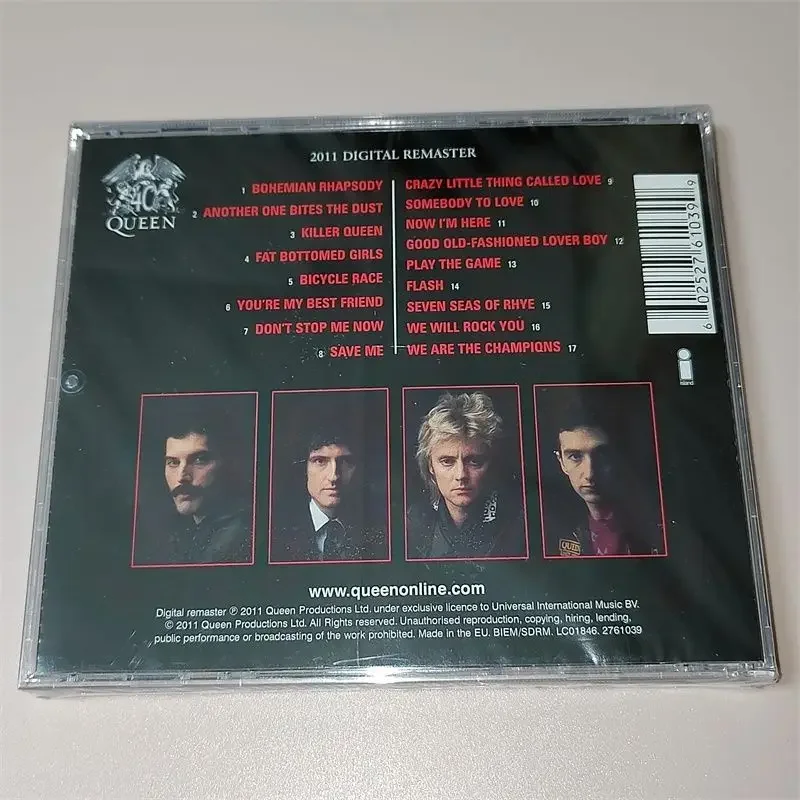 2011 DIGITAL REMASTER
40
QUEEN
1 BOHEMIAN RHAPSODY
2 ANOTHER ONE BITES THE DUST
3 KILLER QUEEN
4 FAT BOTTOMED GIRLS
5 BICYCLE RACE
6 YOU'RE MY BEST FRIEND
7 DON'T STOP ME NOW
8 SAVE ME
CRAZY LITTLE THING CALLED LOVE 9
SOMEBODY TO LOVE 10
NOW I'M HERE 11
GOOD OLD-FASHIONED LOVER BOY 12
PLAY THE GAME 13
FLASH 14
SEVEN SEAS OF RHYE 15
WE WILL ROCK YOU 16
WE ARE THE CHAMPIONS 17
6 02527 61039 9
island
QUEEN
www.queenonline.com
Digital remaster ℗ 2011 Queen Productions Ltd. under exclusive licence to Universal International Music BV.
© 2011 Queen Productions Ltd. All Rights reserved. Unauthorised reproduction, copying, hiring, lending,
public performance or broadcasting of the work prohibited. Made in the EU. BIEM/SDRM. LC01846. 2761039